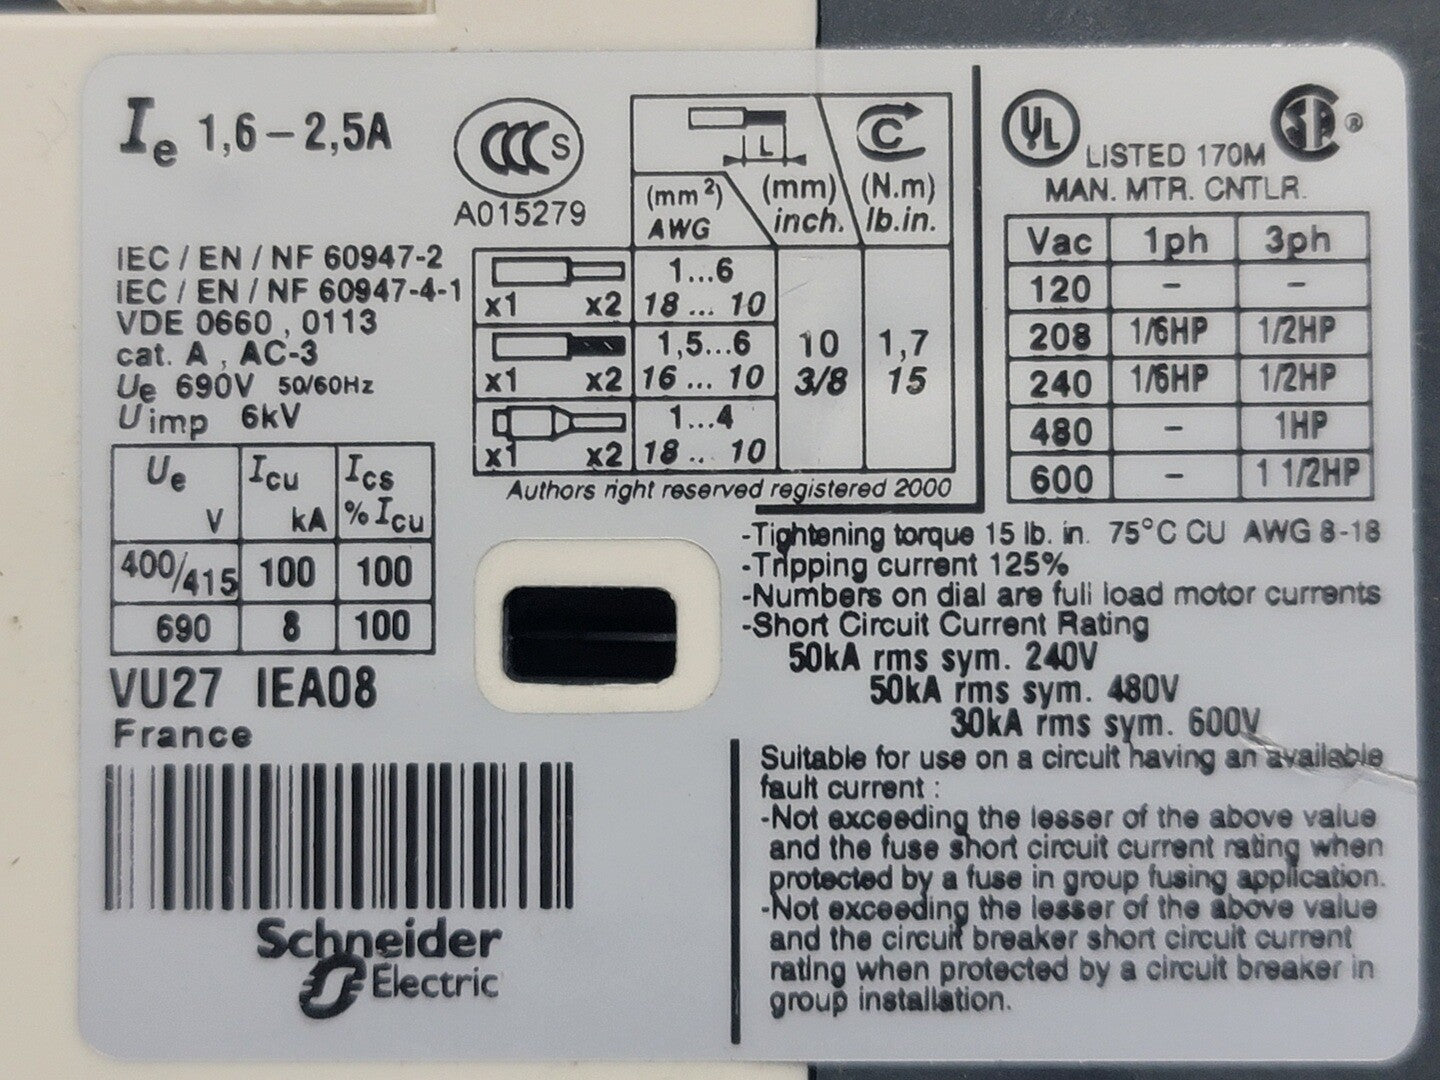 Ie 1,6 – 2,5A
CCC S
A015279
IEC / EN / NF 60947-2
IEC / EN / NF 60947-4-1
VDE 0660 , 0113
cat. A , AC-3
Ue 690V 50/60Hz
Uimp 6kV
Ue V Icu kA Ics % Icu
400/415 100 100
690 8 100
VU27 IEA08
France
Schneider
Electric
L C
(mm²) (mm) (N.m)
AWG inch. lb.in.
1...6
x1 x2 18 ... 10
1,5...6 10 1,7
x1 x2 16 ... 10 3/8 15
1...4
x1 x2 18 .. 10
Authors right reserved registered 2000
UL LISTED 170M SA ®
MAN. MTR. CNTLR.
Vac 1ph 3ph
120 – –
208 1/6HP 1/2HP
240 1/6HP 1/2HP
480 – 1HP
600 – 1 1/2HP
-Tightening torque 15 lb. in. 75°C CU AWG 8-18
-Tripping current 125%
-Numbers on dial are full load motor currents
-Short Circuit Current Rating
50kA rms sym. 240V
50kA rms sym. 480V
30kA rms sym. 600V
Suitable for use on a circuit having an available
fault current :
-Not exceeding the lesser of the above value
and the fuse short circuit current rating when
protected by a fuse in group fusing application.
-Not exceeding the lesser of the above value
and the circuit breaker short circuit current
rating when protected by a circuit breaker in
group installation.